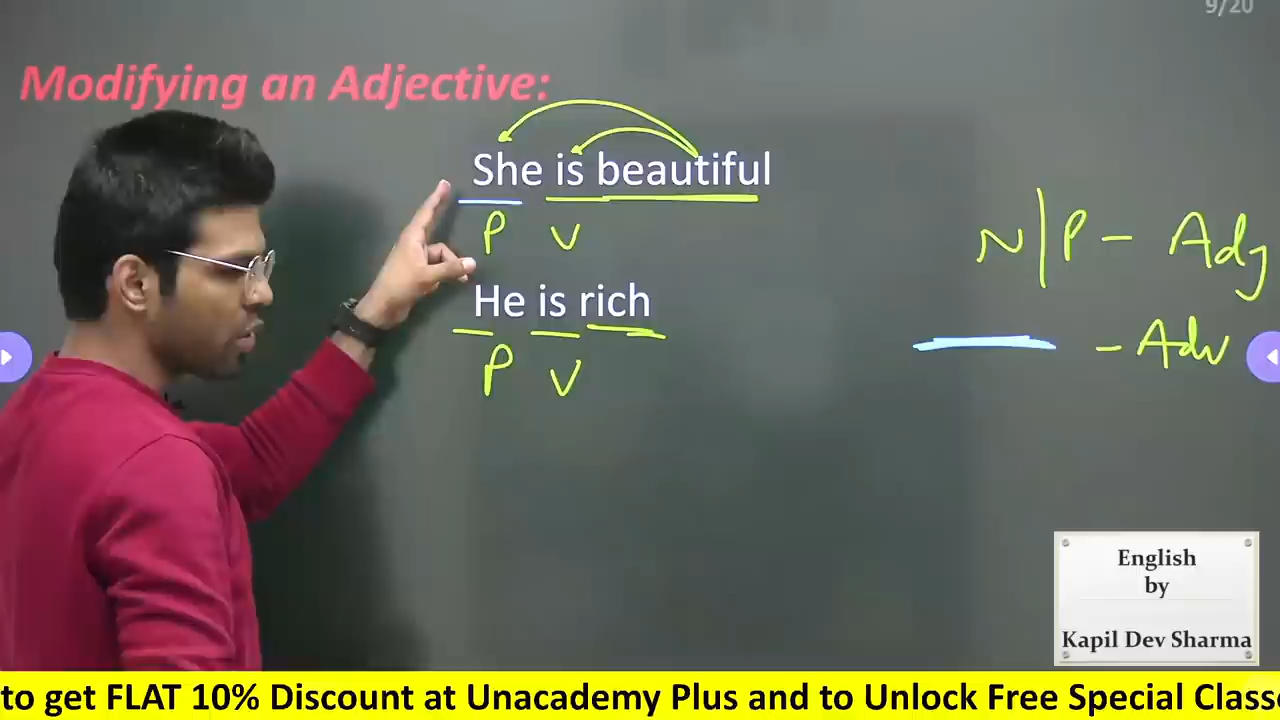 9/20
Modifying an Adjective:
She is beautiful
P V
N|P - Adj
He is rich
- Adv
P V
English
by
Kapil Dev Sharma
to get FLAT 10% Discount at Unacademy Plus and to Unlock Free Special Class